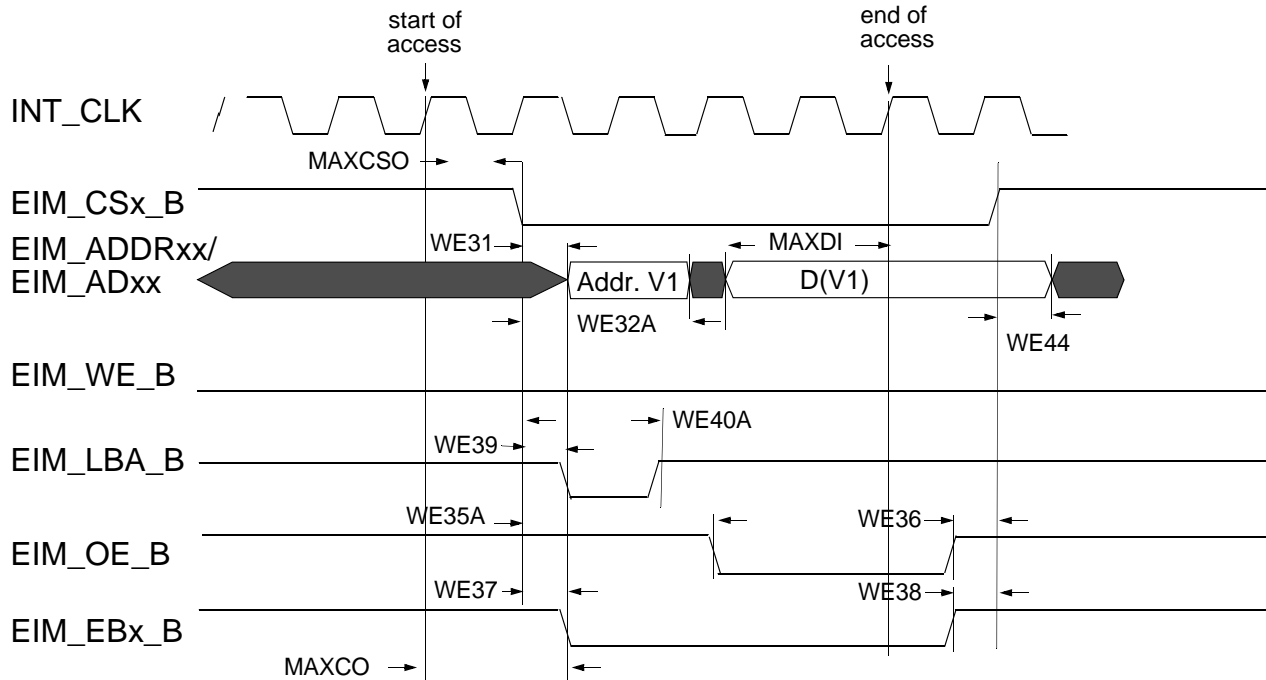 start of
access
end of
access
INT_CLK
MAXCSO
EIM_CSx_B
EIM_ADDRxx/
EIM_ADxx
WE31
MAXDI
Addr. V1
D(V1)
WE32A
WE44
EIM_WE_B
WE40A
WE39
EIM_LBA_B
WE35A
WE36
EIM_OE_B
WE37
WE38
EIM_EBx_B
MAXCO